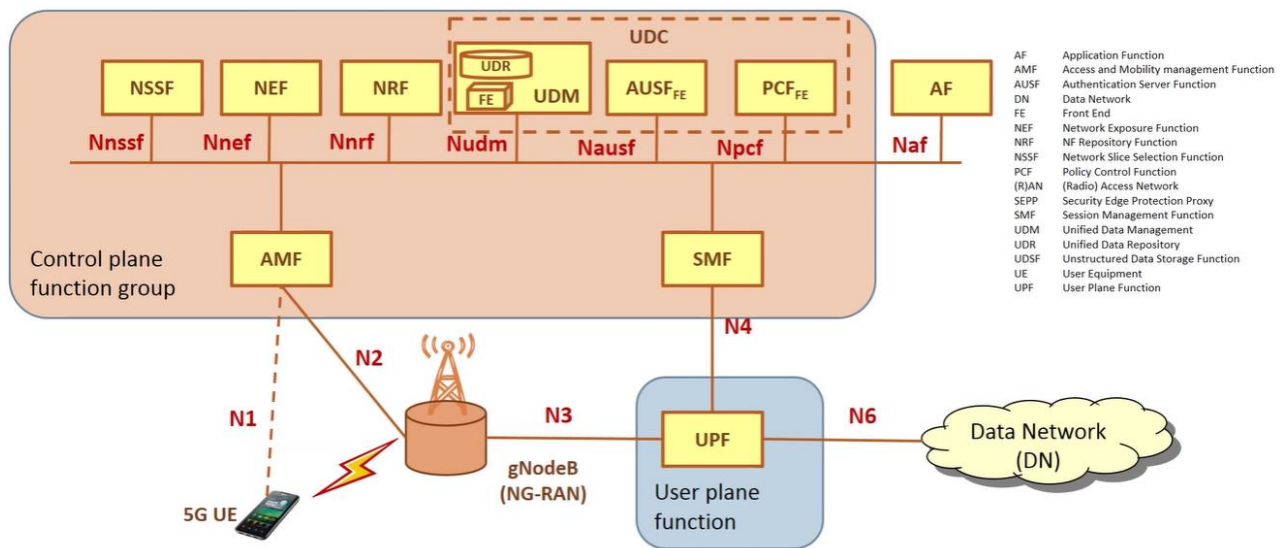 UDC
NSSF
NEF
NRF
UDR
FE
UDM
AUSFFE
PCFFE
AF
Nnssf
Nnef
Nnrf
Nudm
Nausf
Npcf
Naf
AMF
SMF
Control plane
function group
N1
N2
N3
N4
N6
UPF
gNodeB
(NG-RAN)
5G UE
User plane
function
Data Network
(DN)
AF Application Function
AMF Access and Mobility management Function
AUSF Authentication Server Function
DN Data Network
FE Front End
NEF Network Exposure Function
NRF NF Repository Function
NSSF Network Slice Selection Function
PCF Policy Control Function
(R)AN (Radio) Access Network
SEPP Security Edge Protection Proxy
SMF Session Management Function
UDM Unified Data Management
UDR Unified Data Repository
UDSF Unstructured Data Storage Function
UE User Equipment
UPF User Plane Function